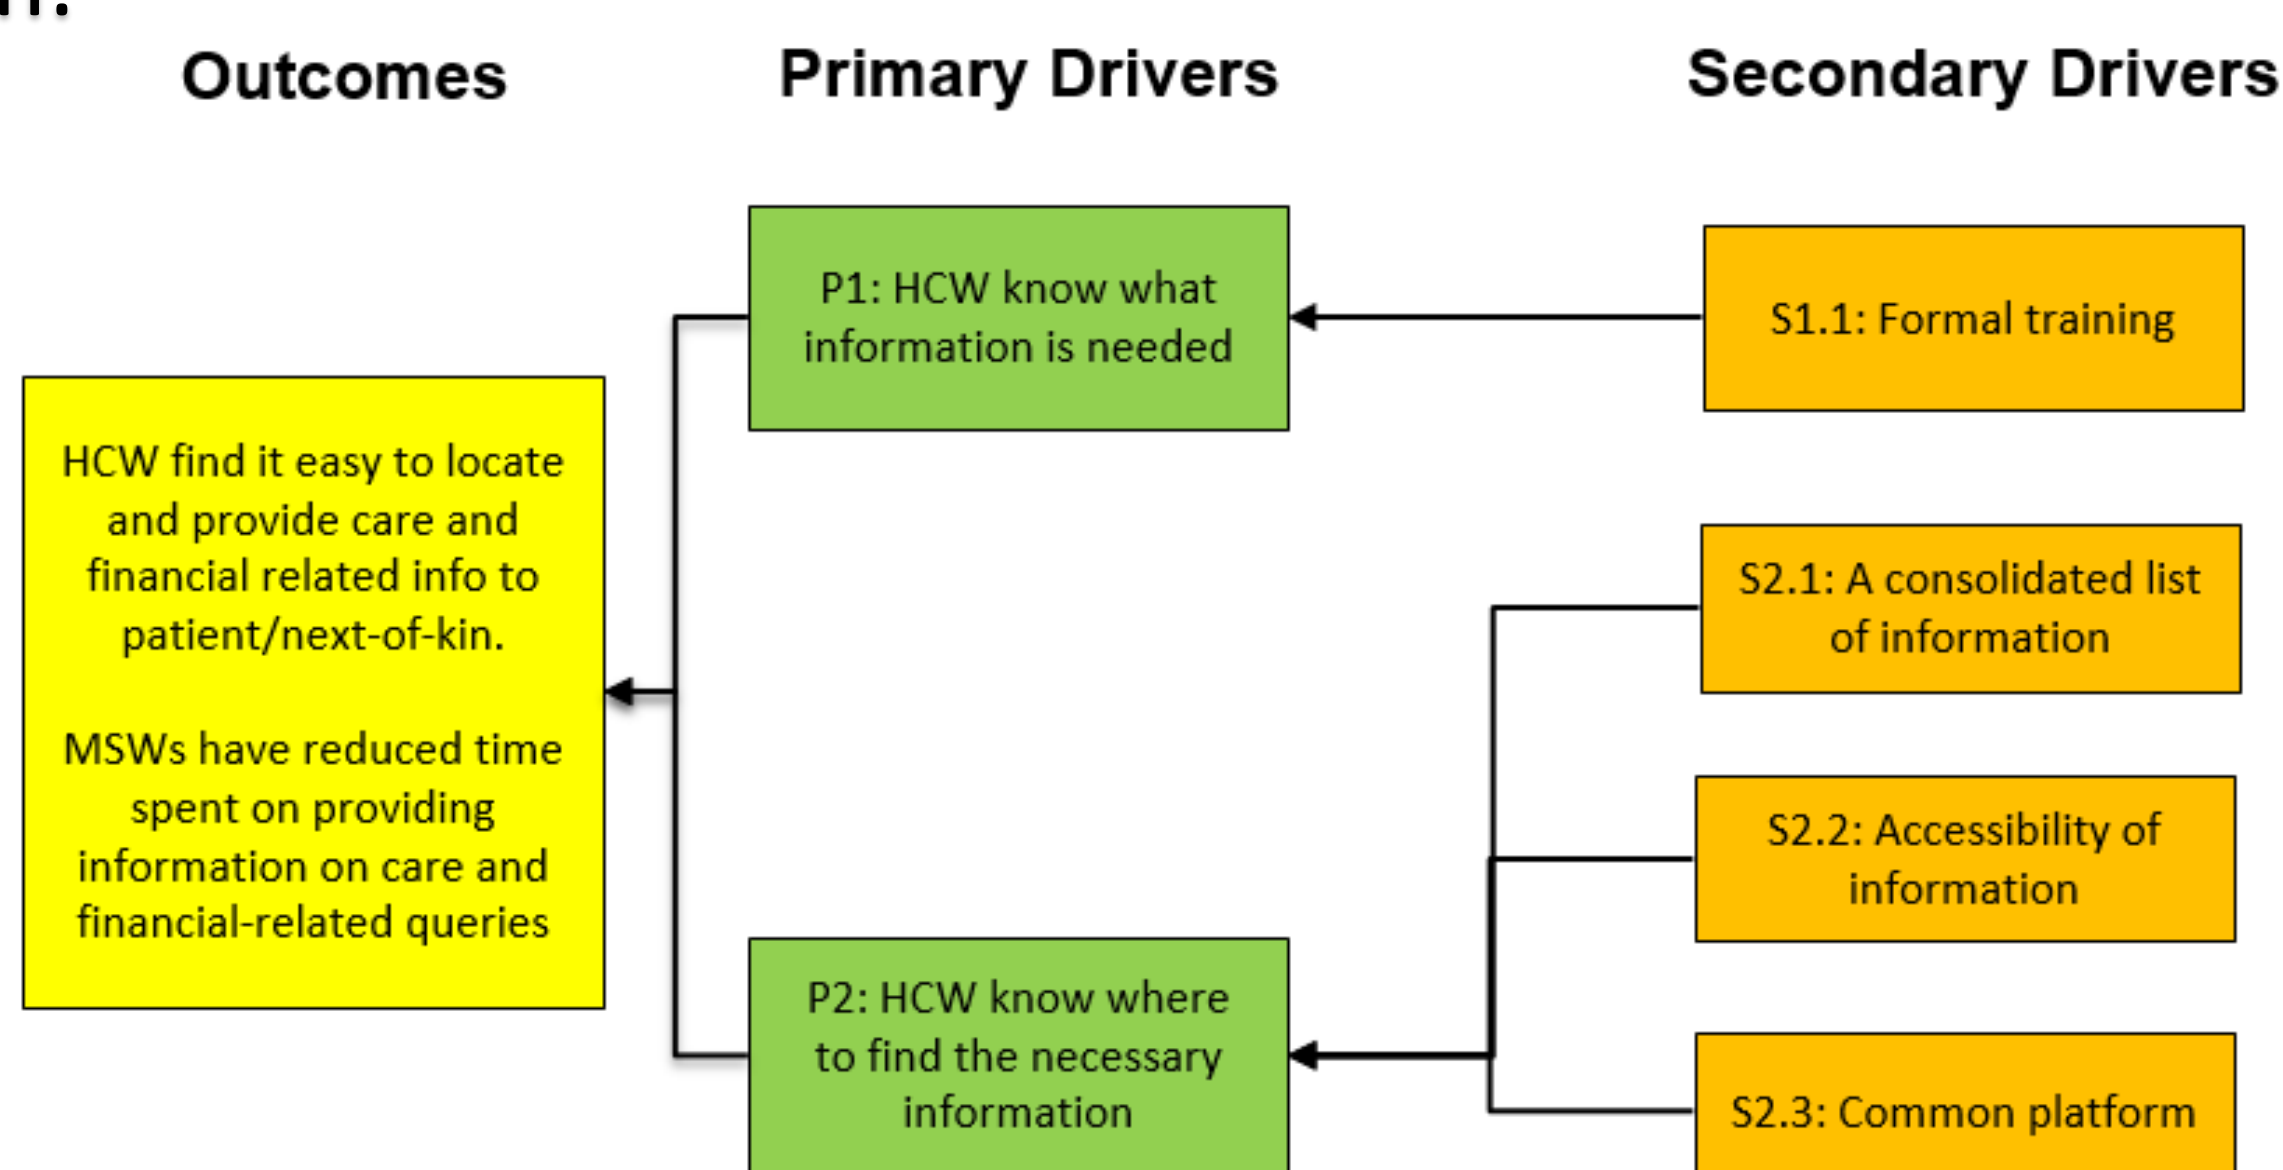 Outcomes
Primary Drivers
Secondary Drivers
P1: HCW know what
information is needed
S1.1: Formal training
HCW find it easy to locate
and provide care and
financial related info to
patient/next-of-kin.
MSWs have reduced time
spent on providing
information on care and
financial-related queries
S2.1: A consolidated list
of information
S2.2: Accessibility of
information
P2: HCW know where
to find the necessary
information
S2.3: Common platform